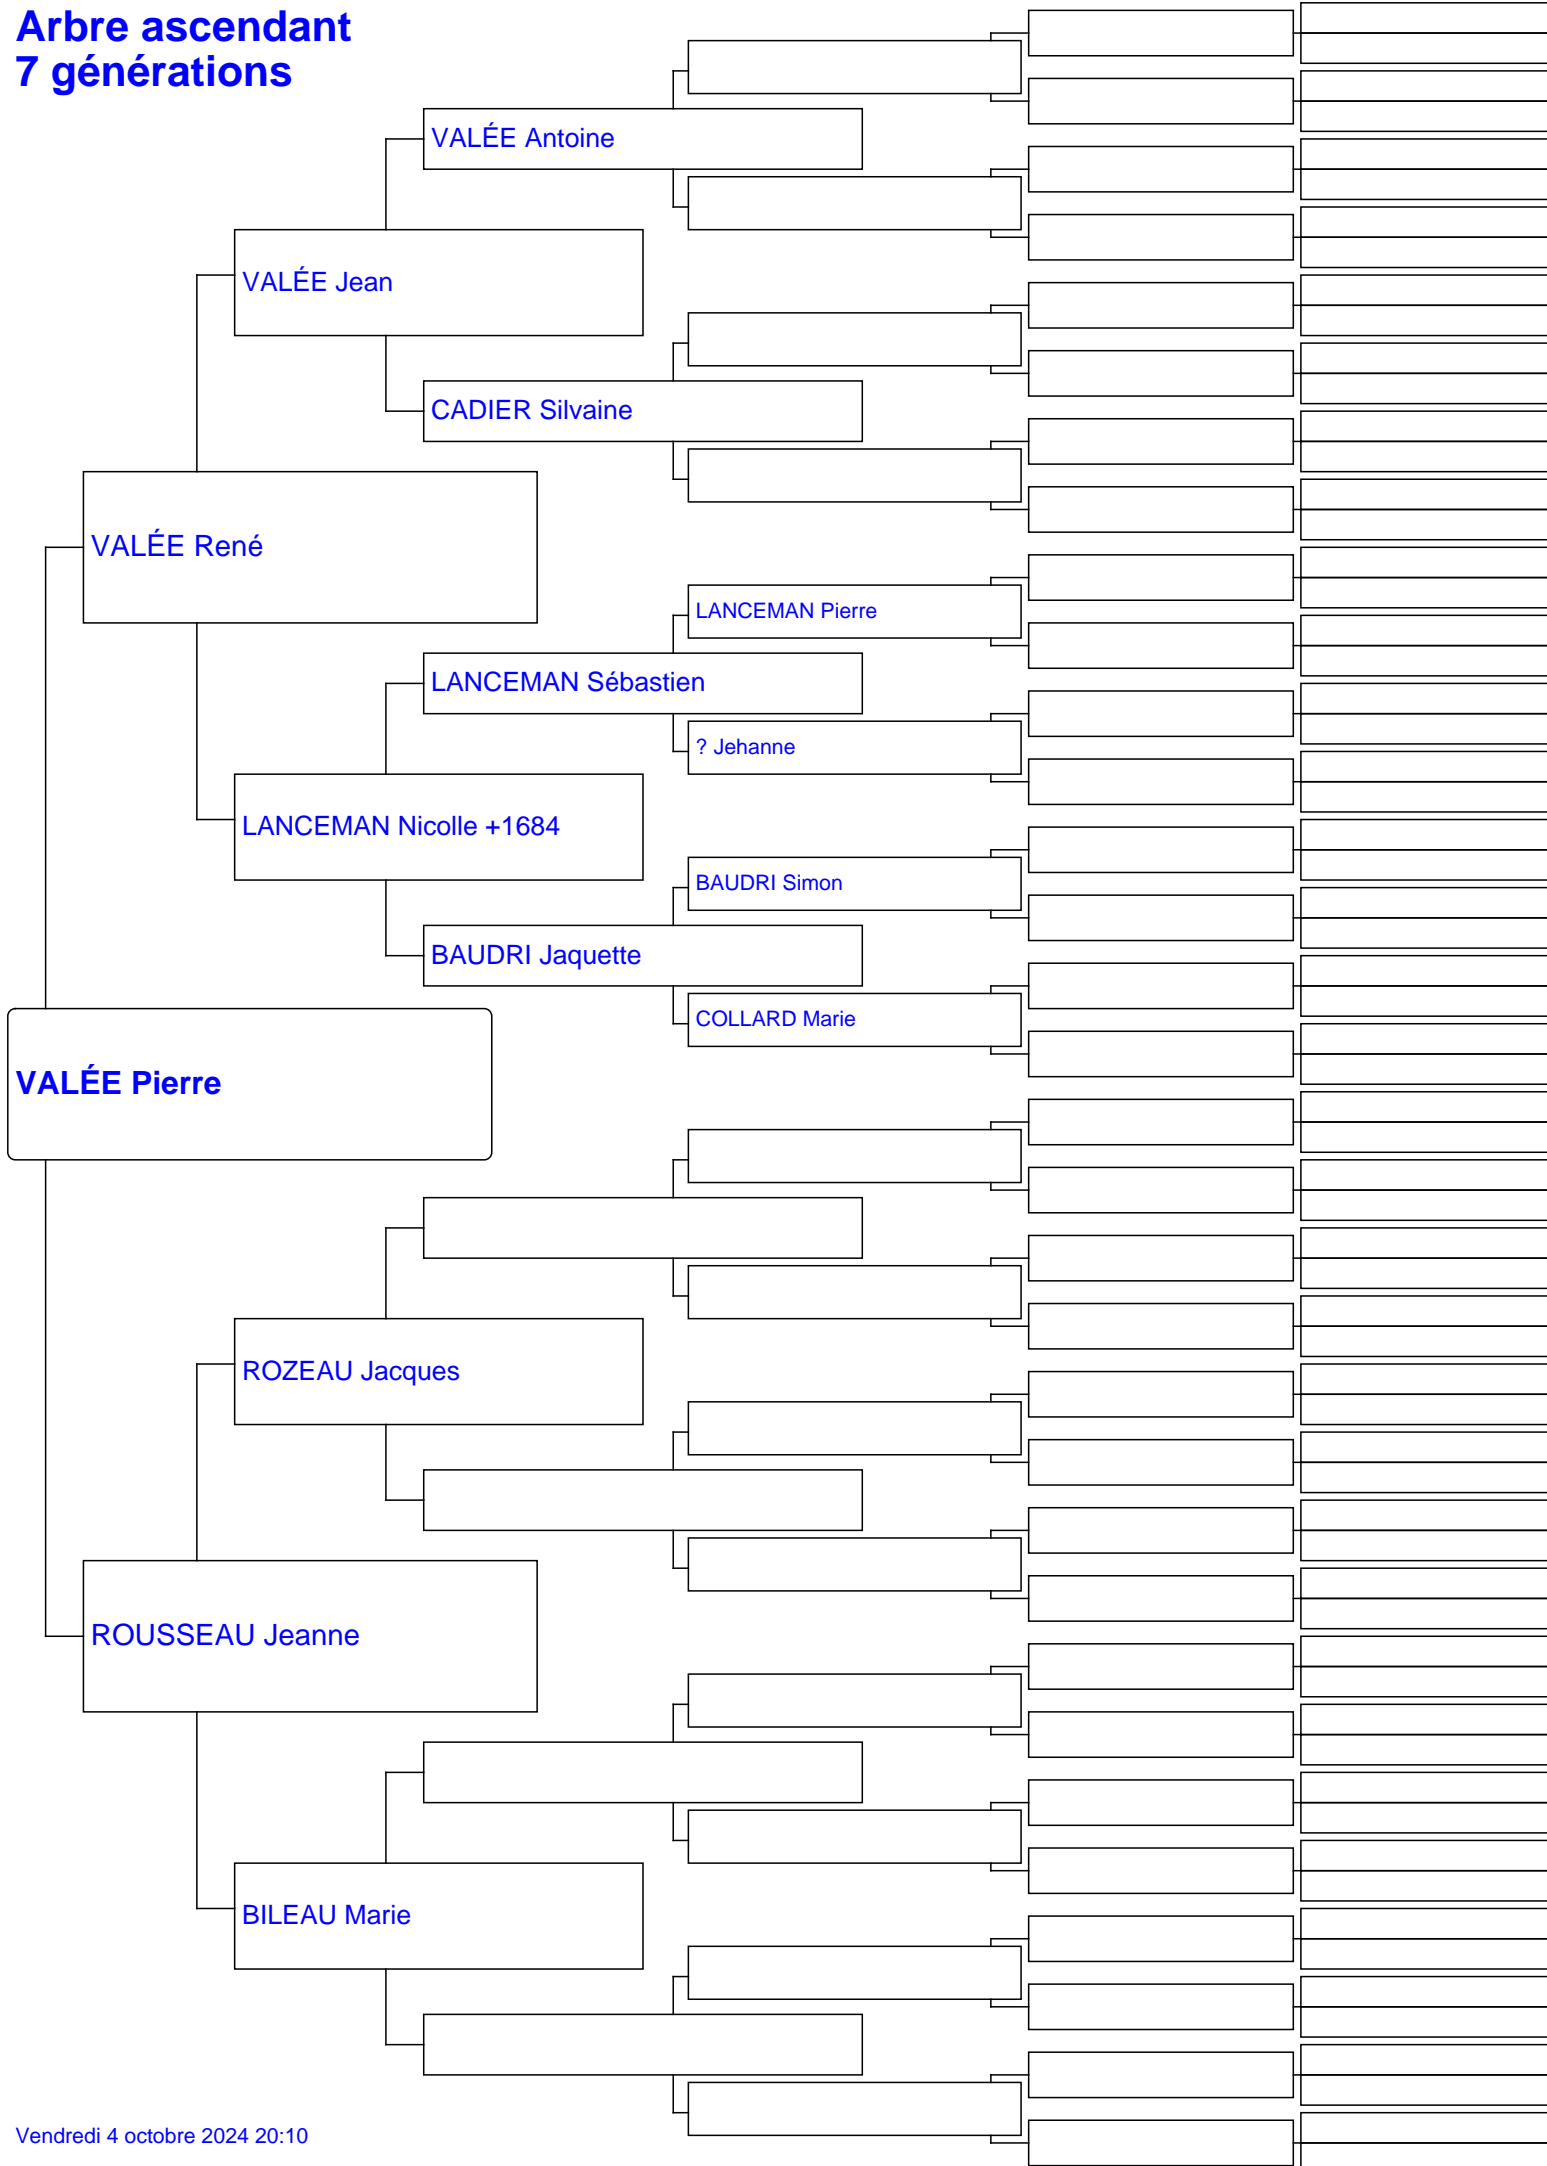 Arbre ascendant
7 générations
VALÉE Antoine
VALÉE Jean
CADIER Silvaine
VALÉE René
LANCEMAN Pierre
LANCEMAN Sébastien
? Jehanne
LANCEMAN Nicolle +1684
BAUDRI Simon
BAUDRI Jaquette
COLLARD Marie
VALÉE Pierre
ROZEAU Jacques
ROUSSEAU Jeanne
BILEAU Marie
Vendredi 4 octobre 2024 20:10